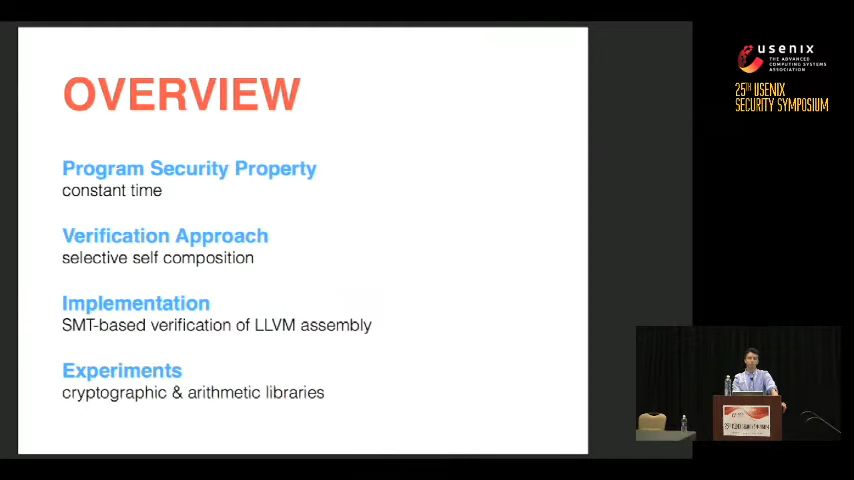 OVERVIEW
Program Security Property
constant time
Verification Approach
selective self composition
Implementation
SMT-based verification of LLVM assembly
Experiments
cryptographic & arithmetic libraries
usenix
THE ADVANCED
COMPUTING SYSTEMS
ASSOCIATION
25TH USENIX
SECURITY SYMPOSIUM